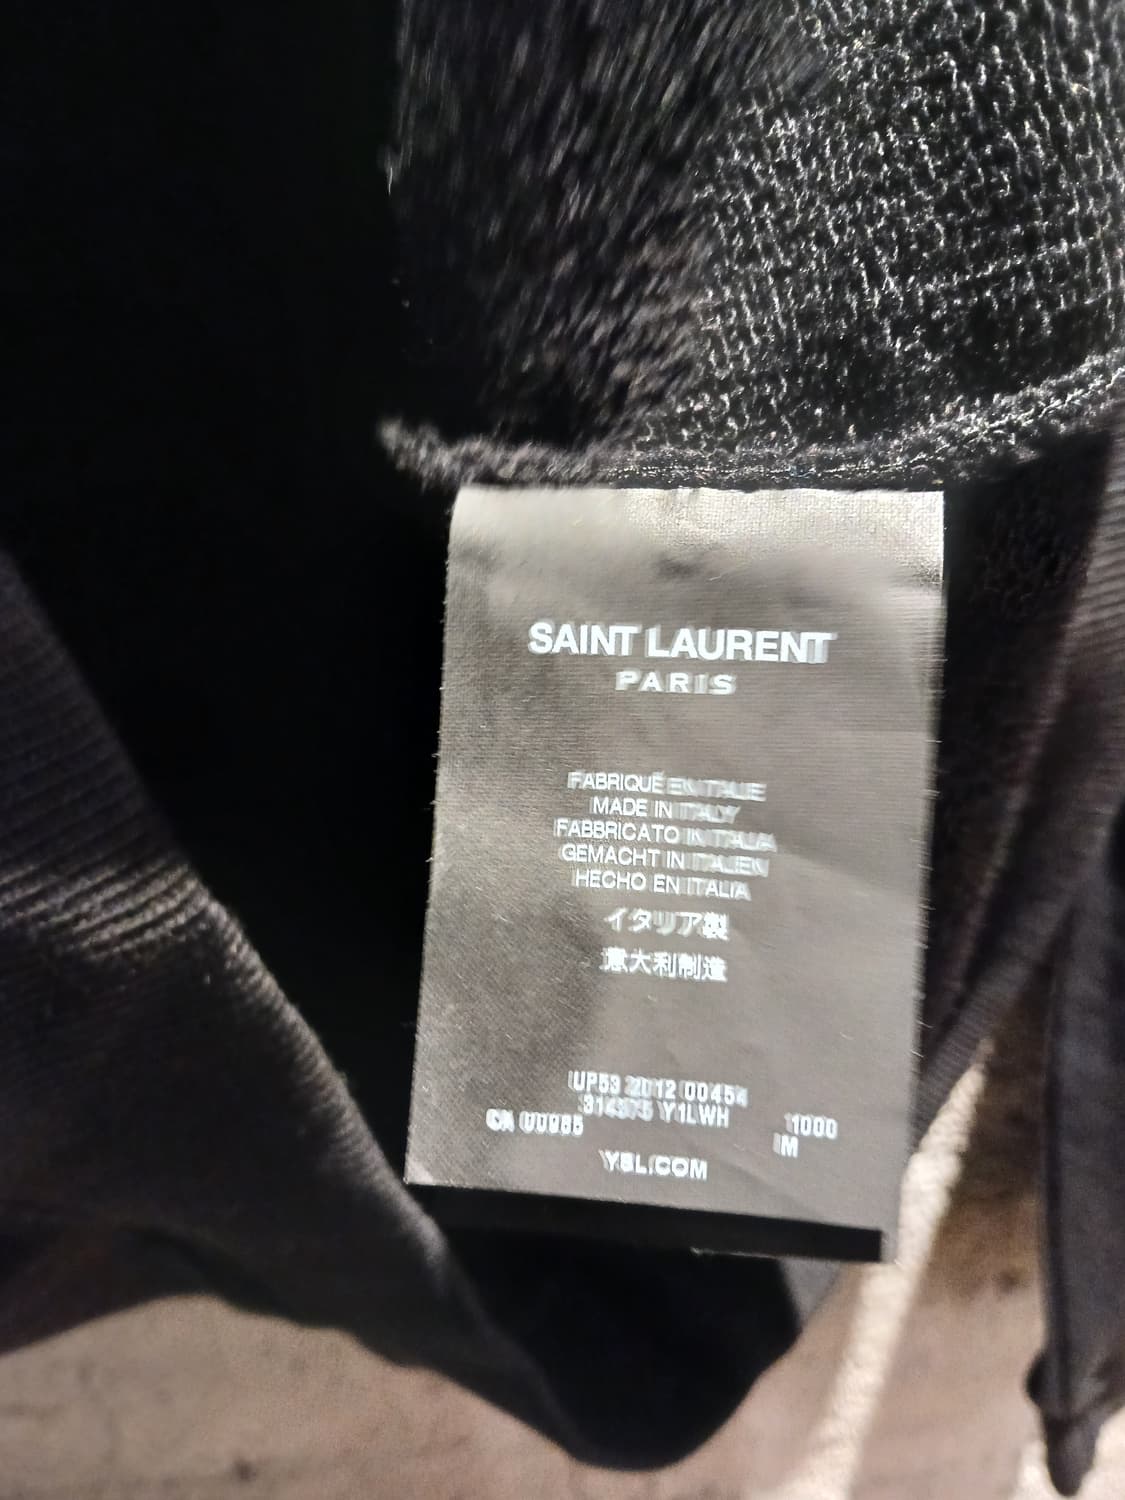 SAINT LAURENT
PARIS
FABRIQUÉ EN ITALIE
MADE IN ITALY
FABBRICATO IN ITALIA
GEMACHT IN ITALIEN
HECHO EN ITALIA
イタリア製
意大利制造
UP53 2012 00454
Y1LWH 1000
CA 00985 M
YSL.COM